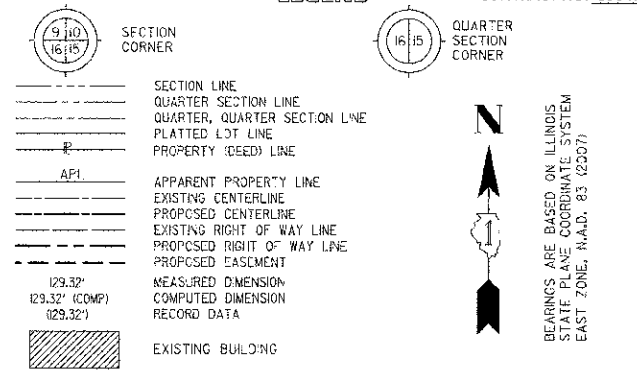 9 10
16 15
SECTION
CORNER
16 15
QUARTER
SECTION
CORNER
SECTION LINE
QUARTER SECTION LINE
QUARTER, QUARTER SECTION LINE
PLATTED LOT LINE
PROPERTY (DEED) LINE
APL
APPARENT PROPERTY LINE
EXISTING CENTERLINE
PROPOSED CENTERLINE
EXISTING RIGHT OF WAY LINE
PROPOSED RIGHT OF WAY LINE
PROPOSED EASEMENT
129.32' MEASURED DIMENSION
129.32' (COMP) COMPUTED DIMENSION
(129.32') RECORD DATA
EXISTING BUILDING
N
BEARINGS ARE BASED ON ILLINOIS
STATE PLANE COORDINATE SYSTEM
EAST ZONE, N.A.D. 83 (2007)